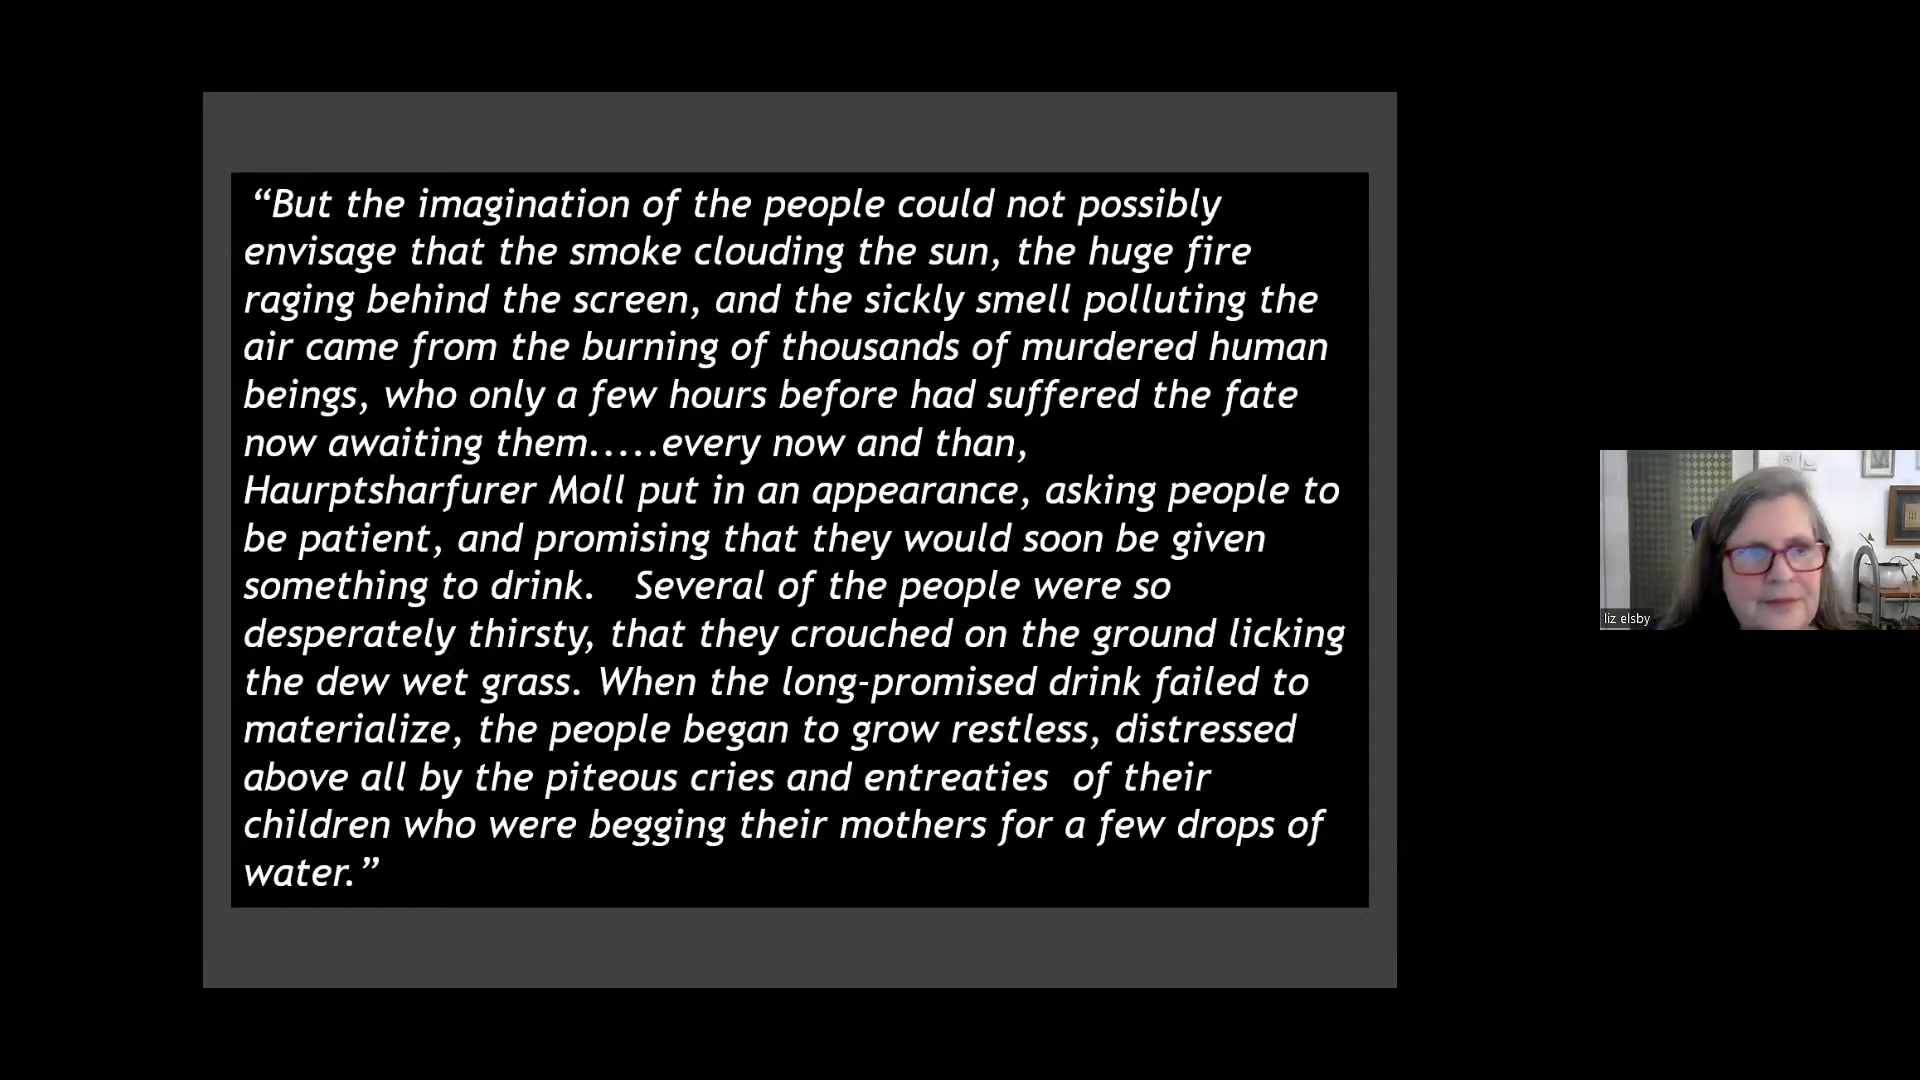 “But the imagination of the people could not possibly
envisage that the smoke clouding the sun, the huge fire
raging behind the screen, and the sickly smell polluting the
air came from the burning of thousands of murdered human
beings, who only a few hours before had suffered the fate
now awaiting them.....every now and than,
Haurptsharfurer Moll put in an appearance, asking people to
be patient, and promising that they would soon be given
something to drink.   Several of the people were so
desperately thirsty, that they crouched on the ground licking
the dew wet grass. When the long-promised drink failed to
materialize, the people began to grow restless, distressed
above all by the piteous cries and entreaties  of their
children who were begging their mothers for a few drops of
water.”
liz elsby